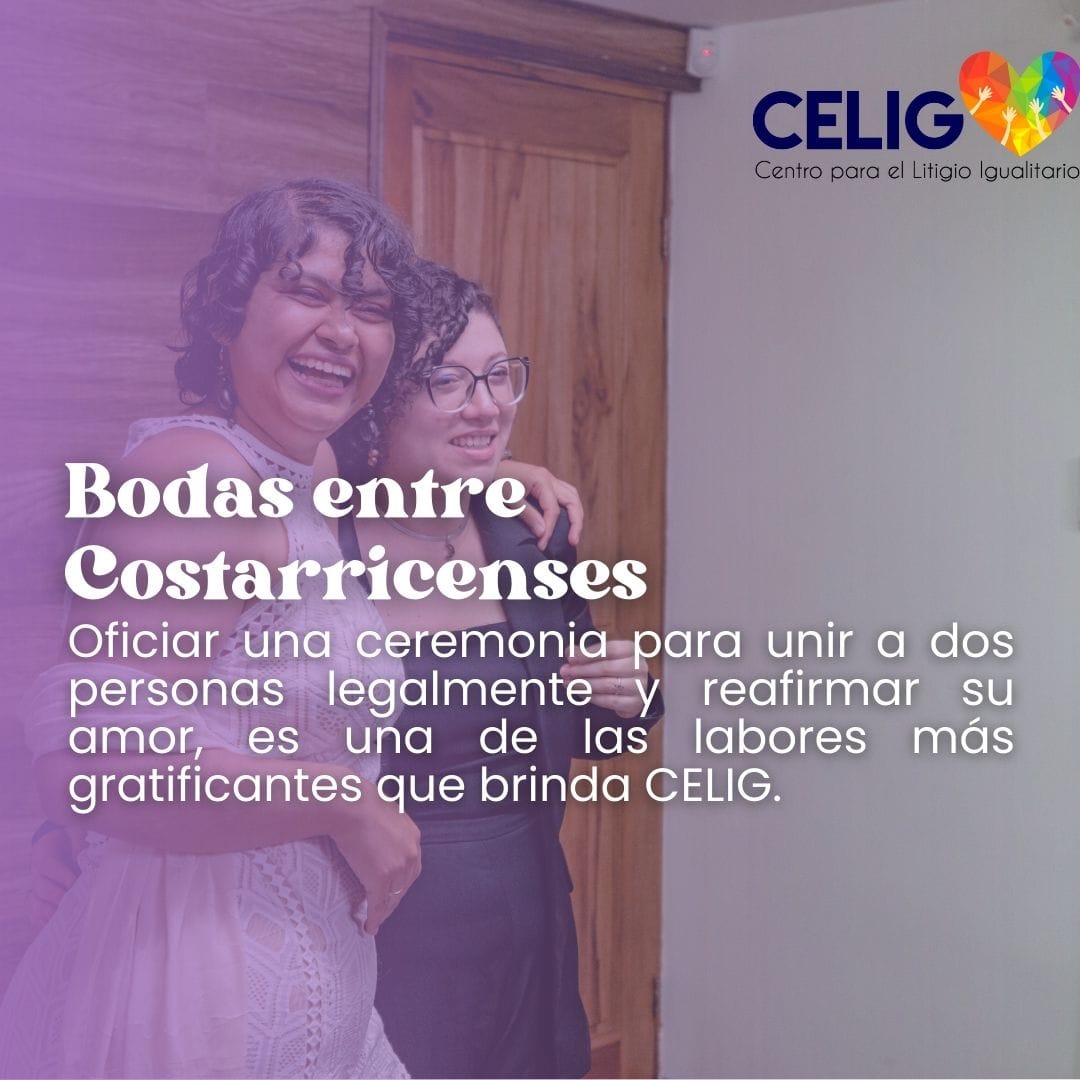 CELIG
Centro para el Litigio Igualitario
Bodas entre
Costarricenses
Oficiar una ceremonia para unir a dos
personas legalmente y reafirmar su
amor, es una de las labores más
gratificantes que brinda CELIG.